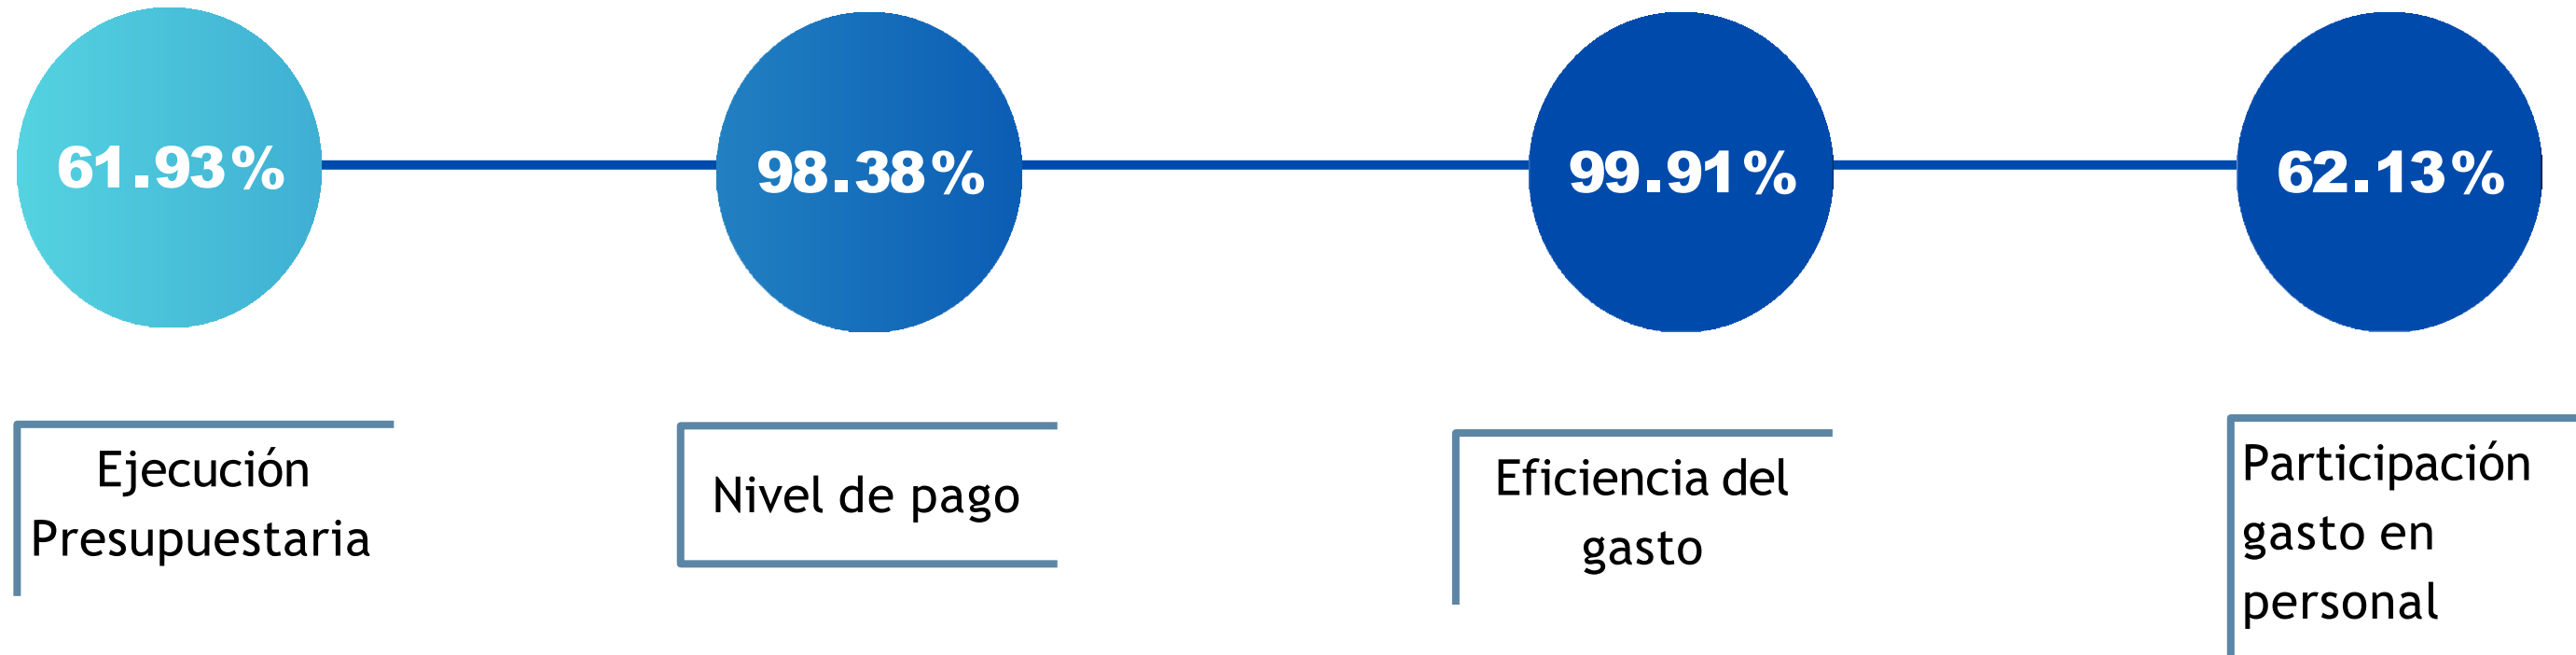 61.93%
98.38%
99.91%
62.13%
Ejecución
Presupuestaria
Nivel de pago
Eficiencia del
gasto
Participación
gasto en
personal